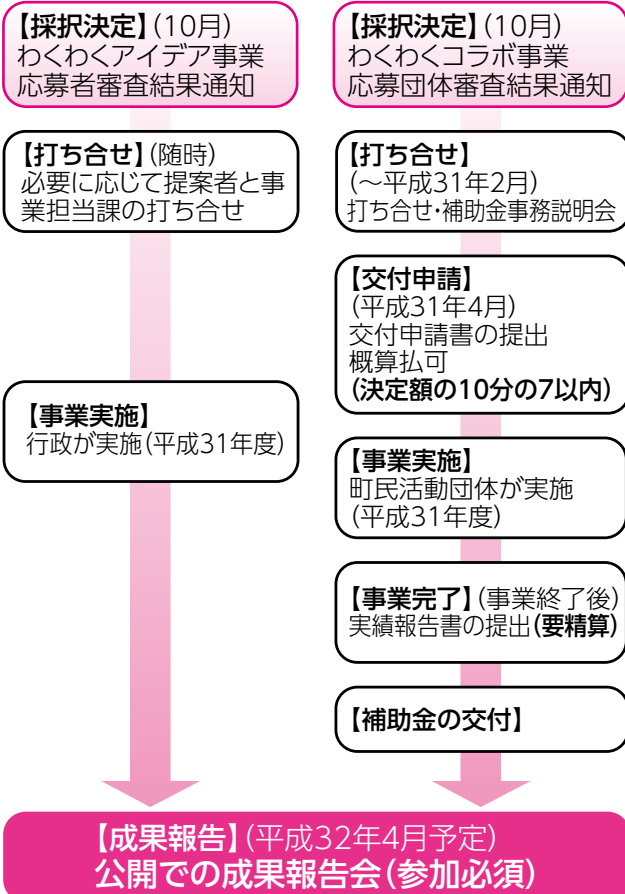 【採択決定】(10月)
わくわくアイデア事業
応募者審査結果通知
【打ち合せ】(随時)
必要に応じて提案者と事
業担当課の打ち合せ
【事業実施】
行政が実施(平成31年度)
【採択決定】(10月)
わくわくコラボ事業
応募団体審査結果通知
【打ち合せ】
(～平成31年2月)
打ち合せ・補助金事務説明会
【交付申請】
(平成31年4月)
交付申請書の提出
概算払可
(決定額の10分の7以内)
【事業実施】
町民活動団体が実施
(平成31年度)
【事業完了】(事業終了後)
実績報告書の提出(要精算)
【補助金の交付】
【成果報告】(平成32年4月予定)
公開での成果報告会(参加必須)